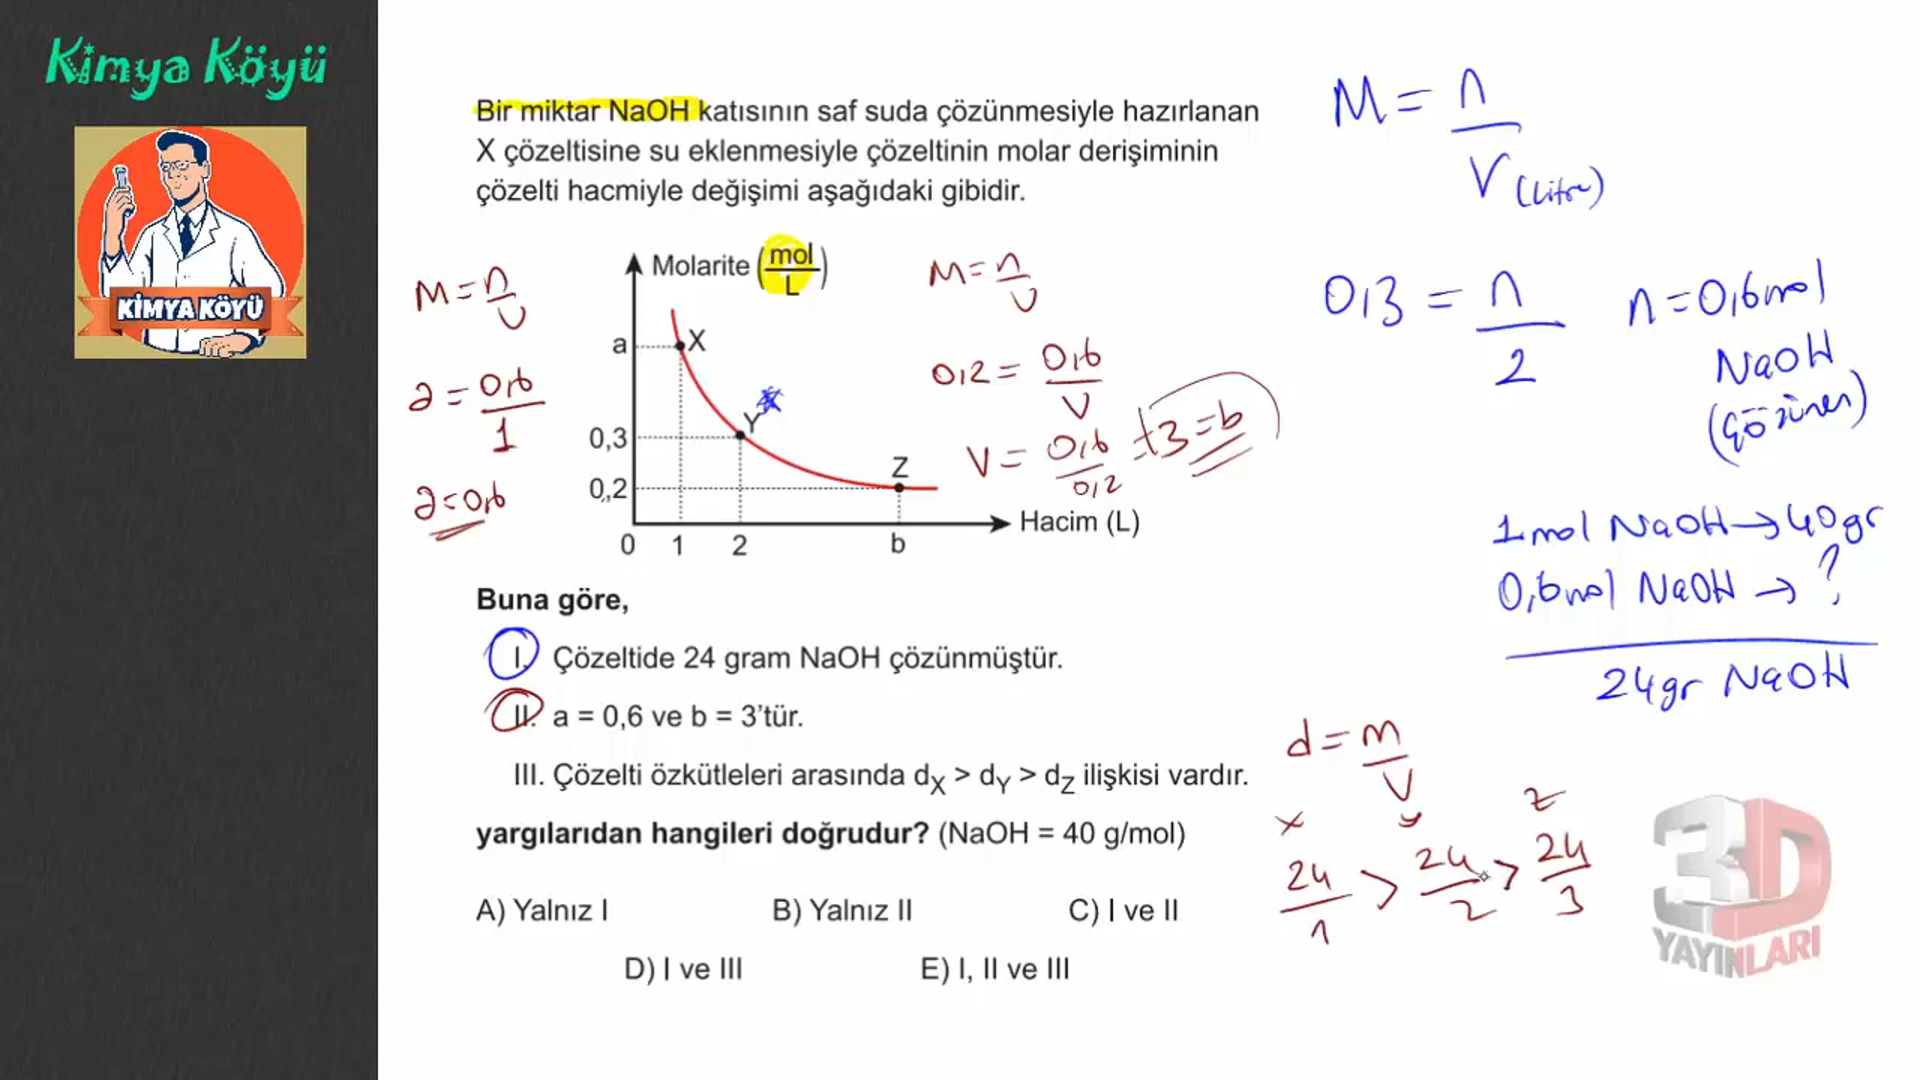 Kimya Köyü
KİMYA KÖYÜ
Bir miktar NaOH katısının saf suda çözünmesiyle hazırlanan
X çözeltisine su eklenmesiyle çözeltinin molar derişiminin
çözelti hacmiyle değişimi aşağıdaki gibidir.
M = n / V (Litre)
Molarite (mol / L)
M = n / V
a = 0,6 / 1
a = 0,6
a
0,3
0,2
X
Y
Z
0 1 2 b
Hacim (L)
M = n / V
0,2 = 0,6 / V
V = 0,6 / 0,2 = 3 = b
0,3 = n / 2
n = 0,6 mol
NaOH
(Çözünen)
1 mol NaOH → 40 gr
0,6 mol NaOH → ?
24 gr NaOH
Buna göre,
I. Çözeltide 24 gram NaOH çözünmüştür.
II. a = 0,6 ve b = 3'tür.
III. Çözelti özkütleleri arasında dX > dY > dZ ilişkisi vardır.
yargılarıdan hangileri doğrudur? (NaOH = 40 g/mol)
A) Yalnız I B) Yalnız II C) I ve II
D) I ve III E) I, II ve III
d = m / V
x y z
24 / 1 > 24 / 2 > 24 / 3
3D
YAYINLARI